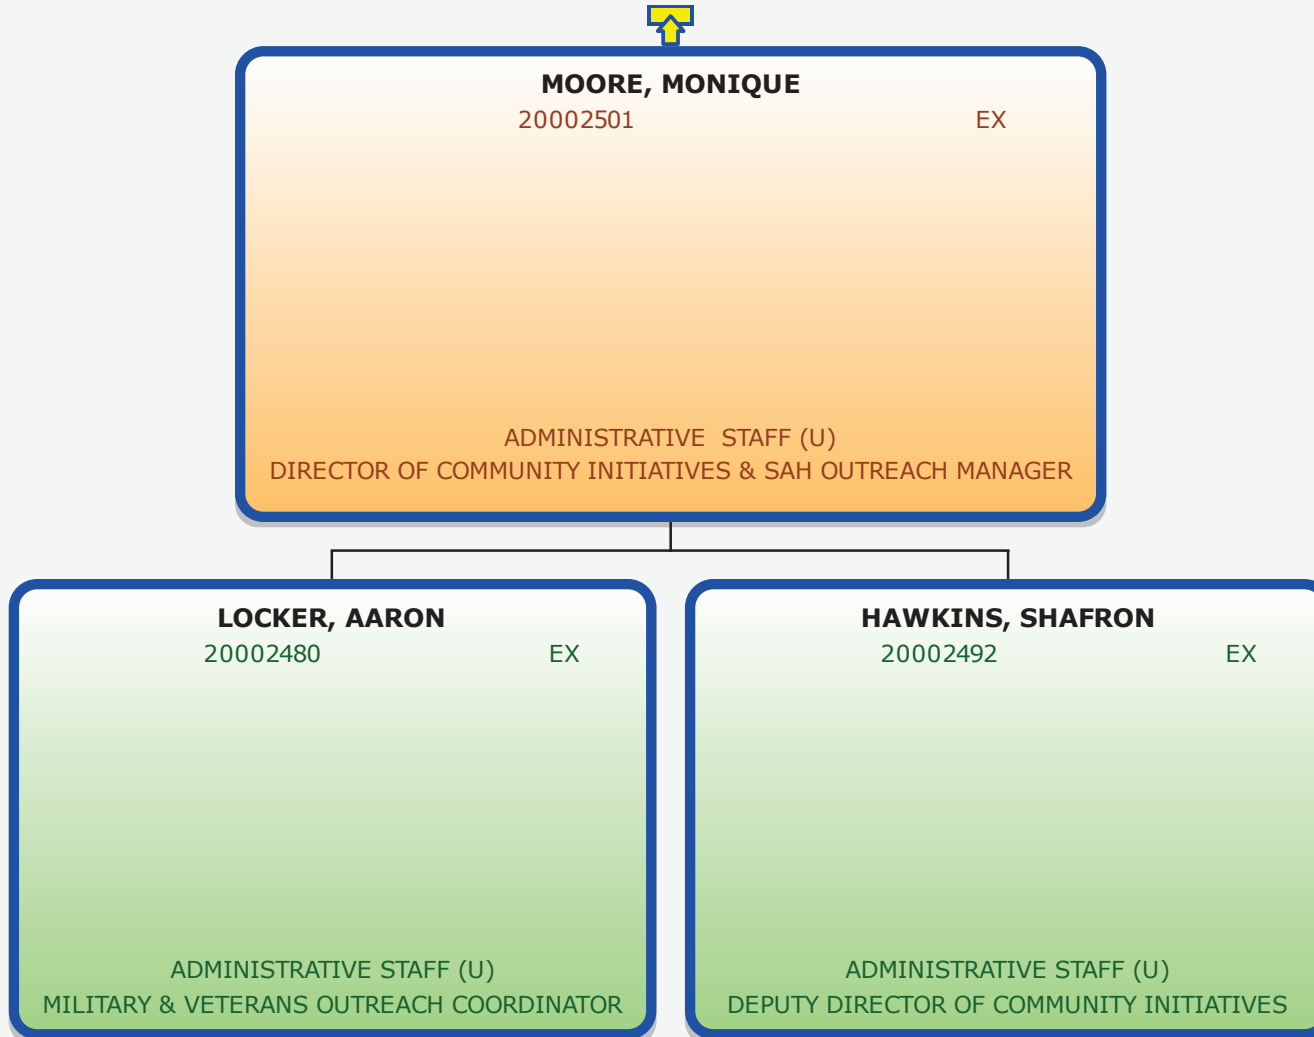 MOORE, MONIQUE
20002501 EX
ADMINISTRATIVE  STAFF (U)
DIRECTOR OF COMMUNITY INITIATIVES & SAH OUTREACH MANAGER
LOCKER, AARON
20002480 EX
ADMINISTRATIVE STAFF (U)
MILITARY & VETERANS OUTREACH COORDINATOR
HAWKINS, SHAFRON
20002492 EX
ADMINISTRATIVE STAFF (U)
DEPUTY DIRECTOR OF COMMUNITY INITIATIVES